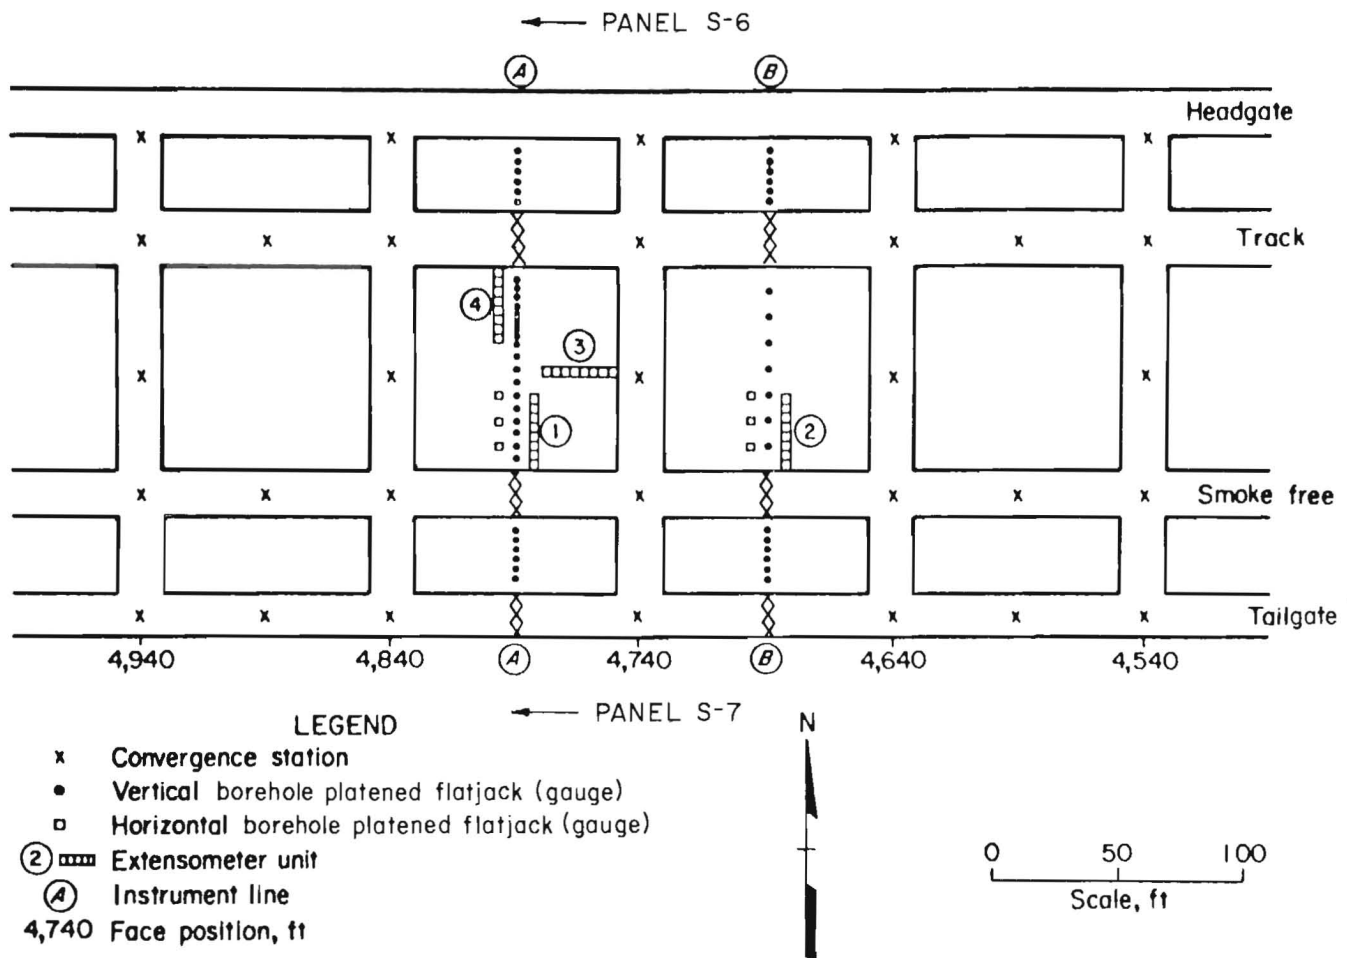 PANEL S-6
A B
Headgate
Track
4
3
1 2
Smoke free
Tailgate
4,940 4,840 A 4,740 B 4,640 4,540
PANEL S-7
LEGEND
N
x Convergence station
Vertical borehole platened flatjack (gauge)
Horizontal borehole platened flatjack (gauge)
2 Extensometer unit
A Instrument line
4,740 Face position, ft
0 50 100
Scale, ft